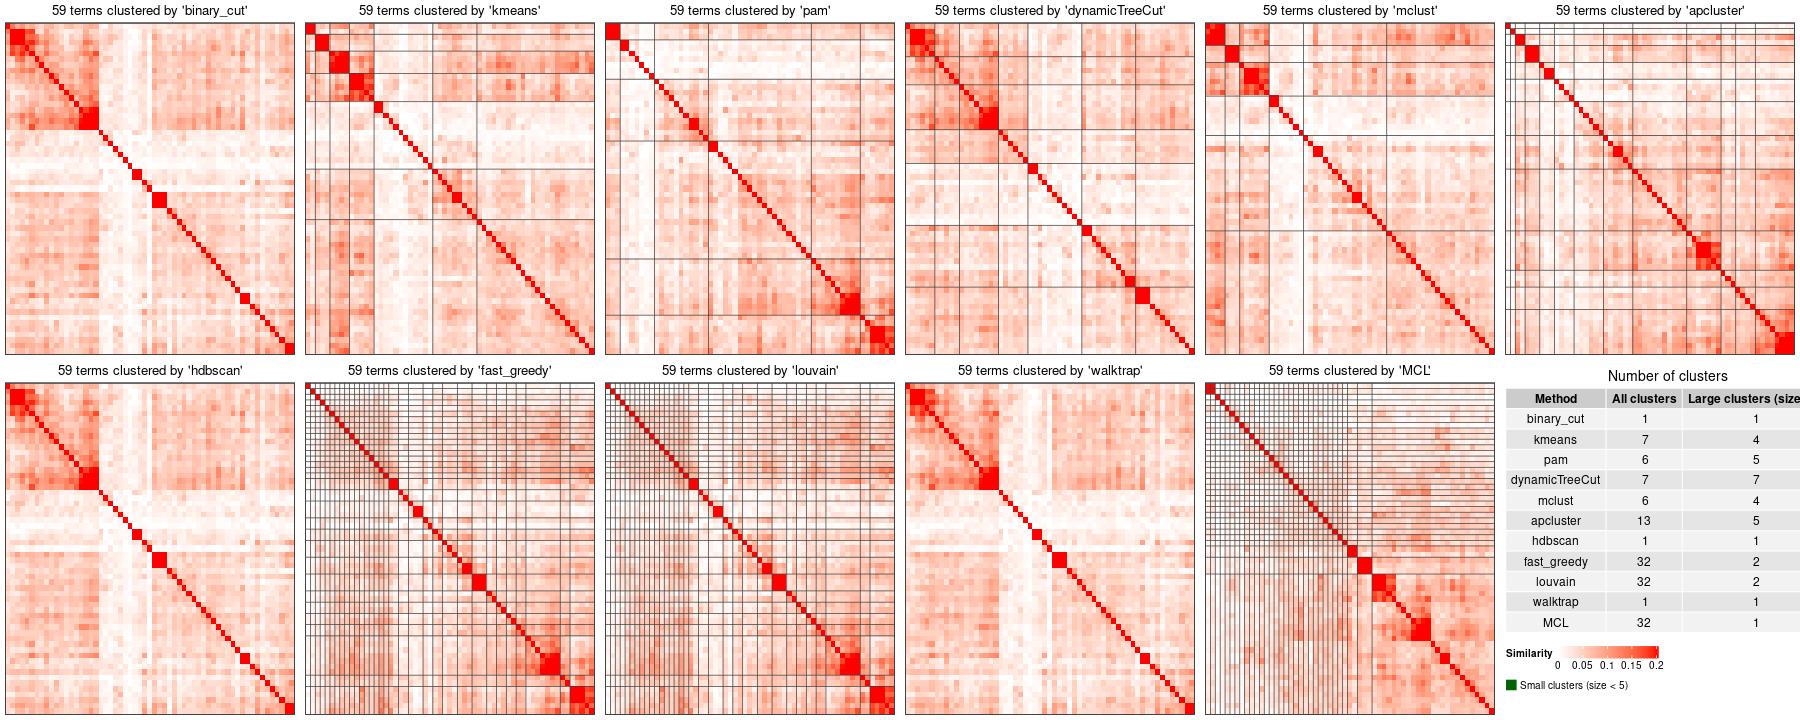 59 terms clustered by 'binary_cut'
59 terms clustered by 'kmeans'
59 terms clustered by 'pam'
59 terms clustered by 'dynamicTreeCut'
59 terms clustered by 'mclust'
59 terms clustered by 'apcluster'
59 terms clustered by 'hdbscan'
59 terms clustered by 'fast_greedy'
59 terms clustered by 'louvain'
59 terms clustered by 'walktrap'
59 terms clustered by 'MCL'
Number of clusters
Method All clusters Large clusters (size
binary_cut 1 1
kmeans 7 4
pam 6 5
dynamicTreeCut 7 7
mclust 6 4
apcluster 13 5
hdbscan 1 1
fast_greedy 32 2
louvain 32 2
walktrap 1 1
MCL 32 1
Similarity
0 0.05 0.1 0.15 0.2
Small clusters (size < 5)